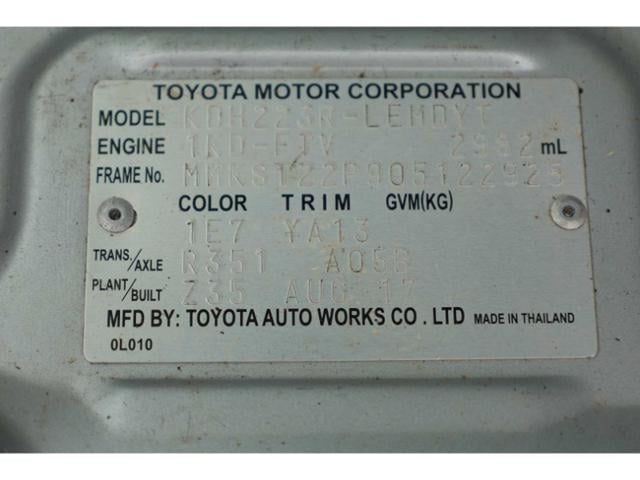 TOYOTA MOTOR CORPORATION
MODEL KDH223R-LEMDYT
ENGINE 1KD-FTV 2982 mL
FRAME No.
COLOR TRIM GVM(KG)
1E7 YA13
TRANS./AXLE R351 A05B
PLANT/BUILT Z35 AUG 17
MFD BY: TOYOTA AUTO WORKS CO . LTD MADE IN THAILAND
0L010